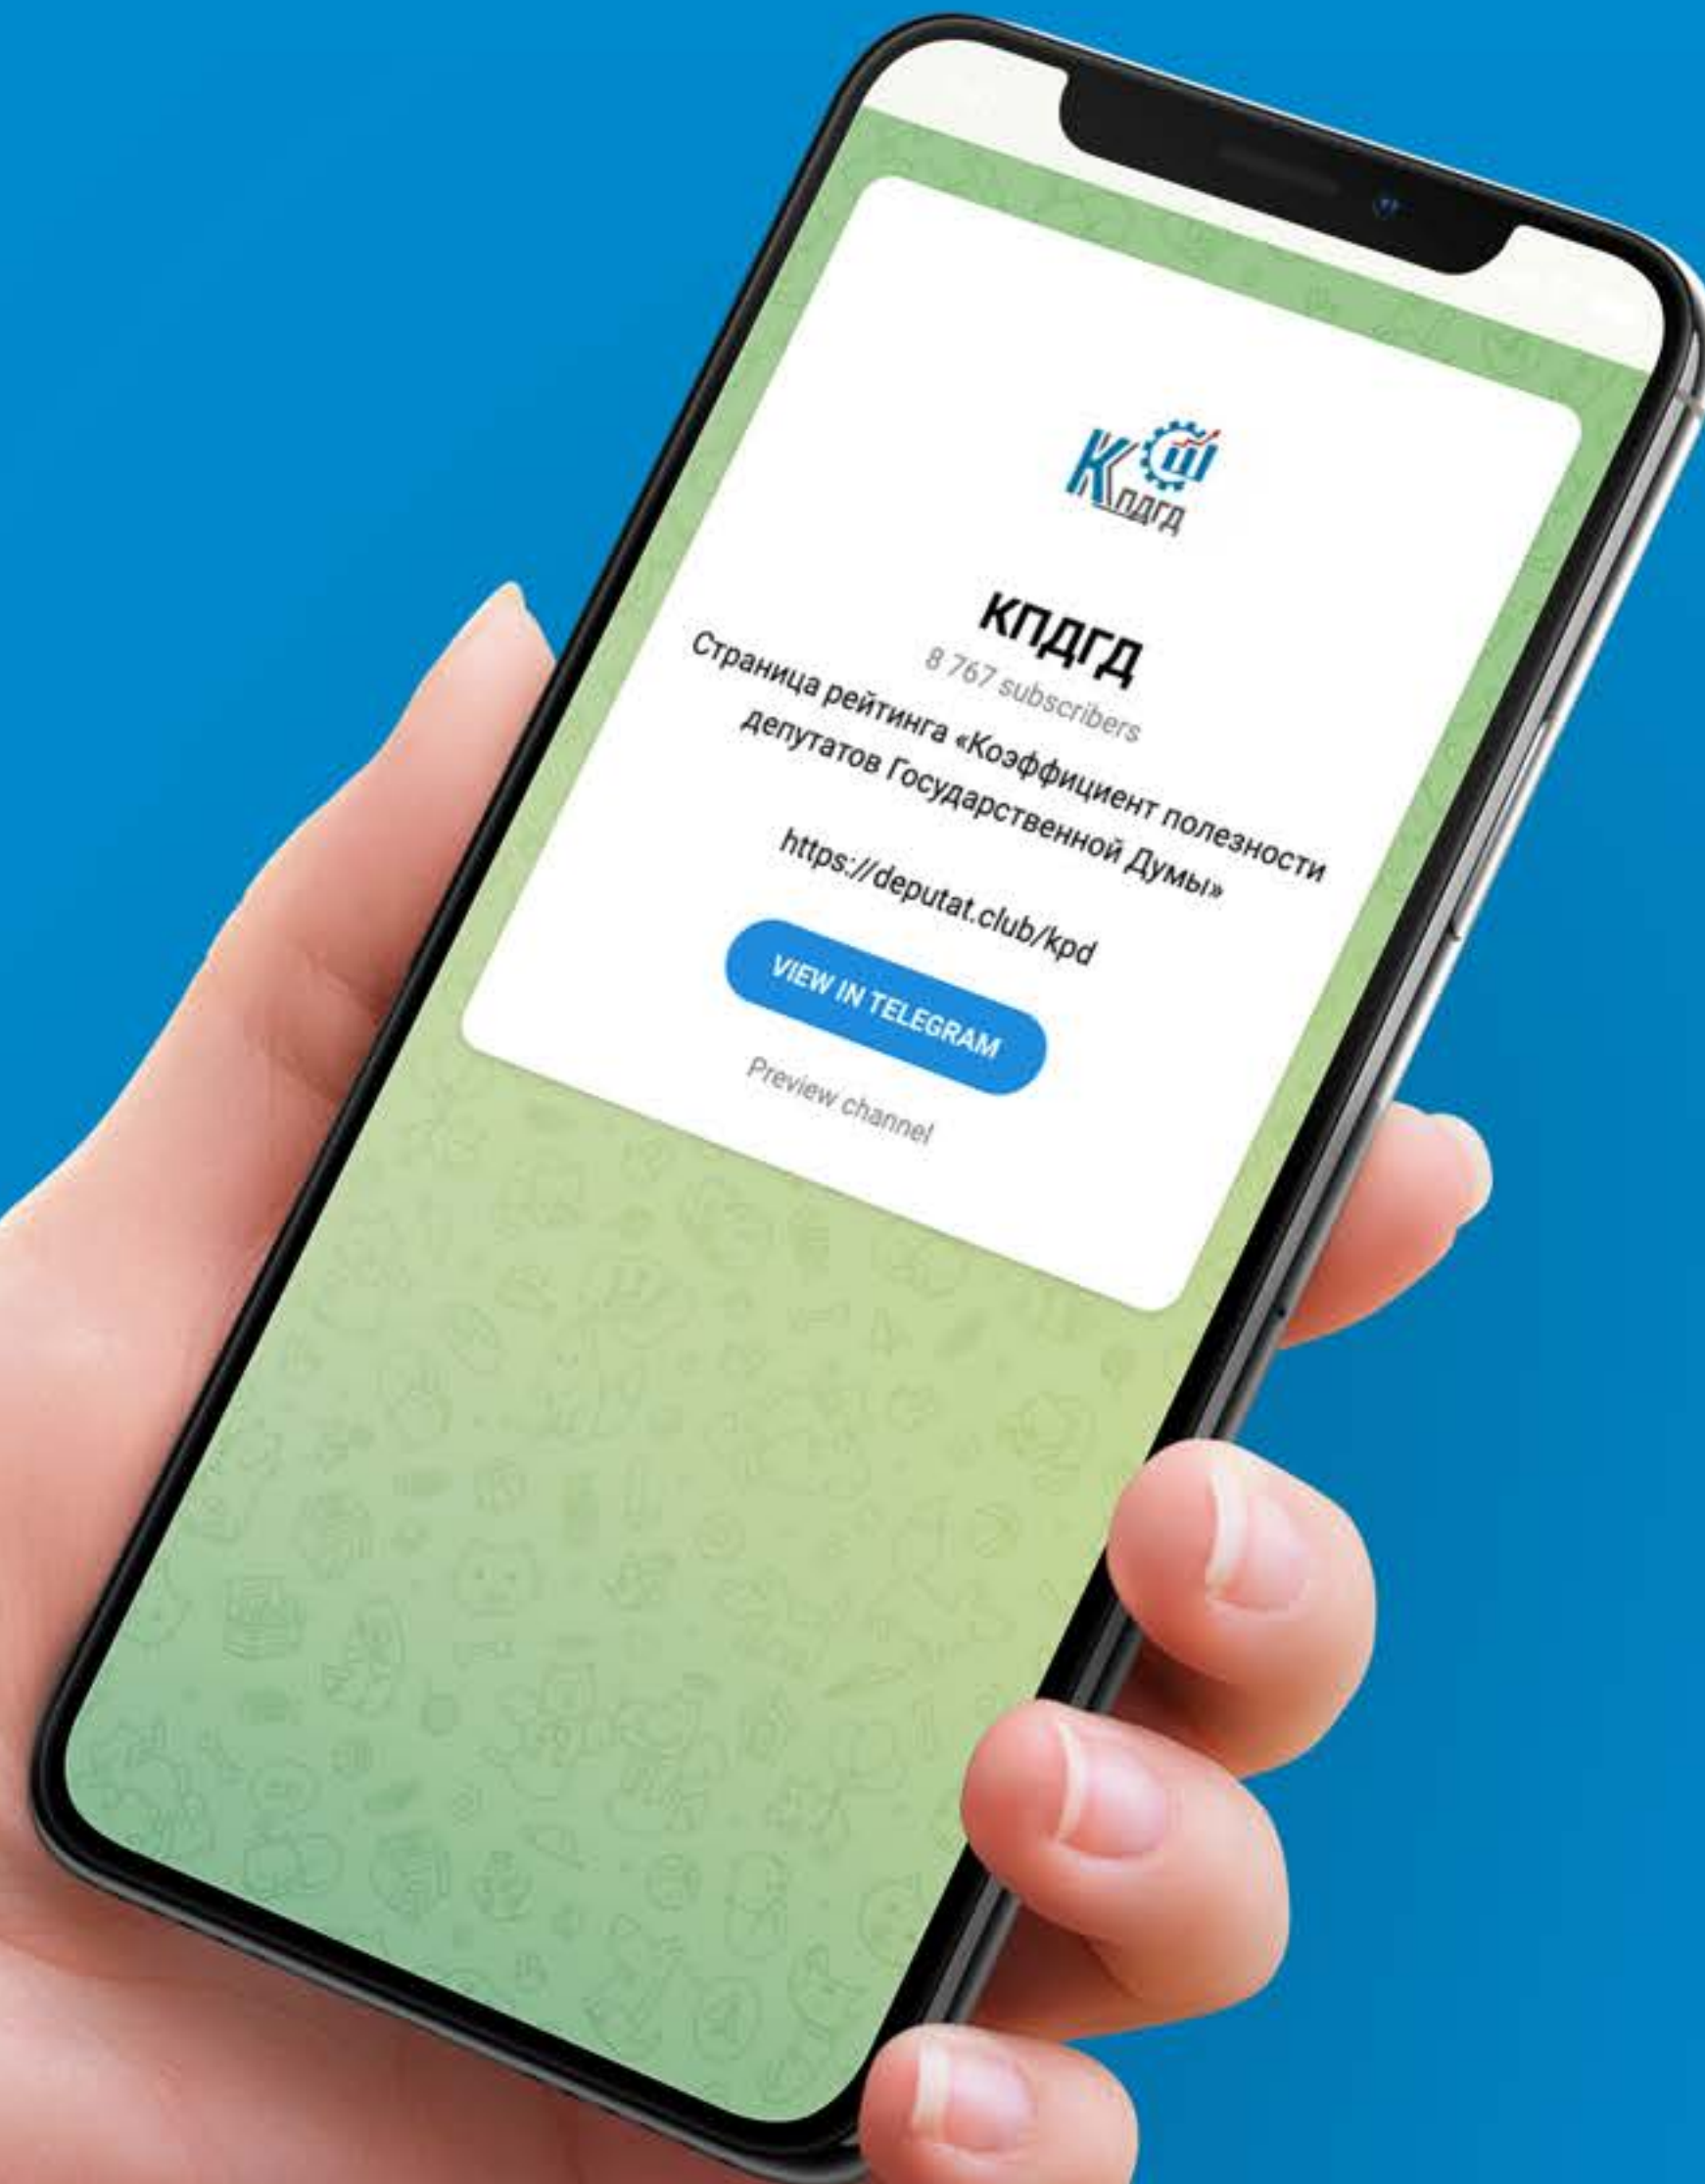 Кпдгд
КПДГД
8 767 subscribers
Страница рейтинга «Коэффициент полезности
депутатов Государственной Думы»
https://deputat.club/kpd
VIEW IN TELEGRAM
Preview channel